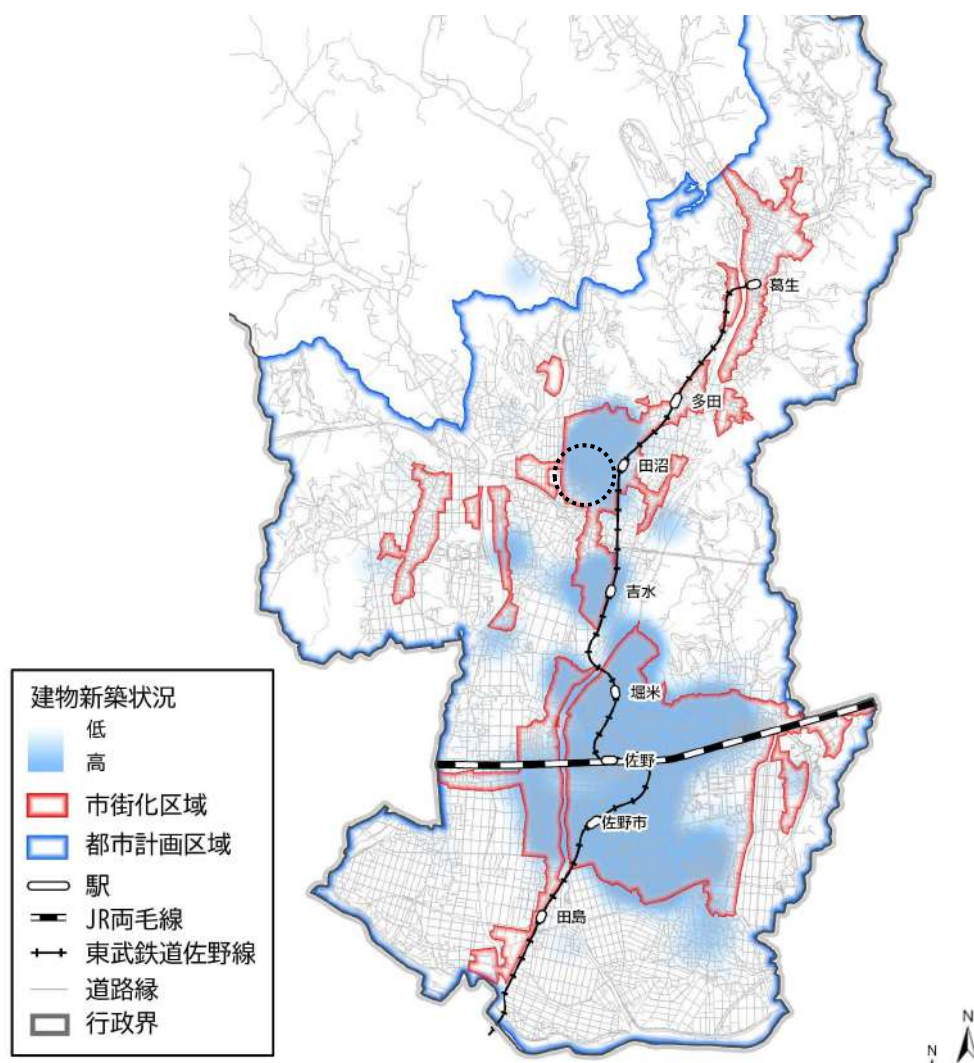 葛生
多田
田沼
吉水
堀米
佐野
佐野市
田島
建物新築状況
低
高
市街化区域
都市計画区域
駅
JR両毛線
東武鉄道佐野線
道路縁
行政界
N
N